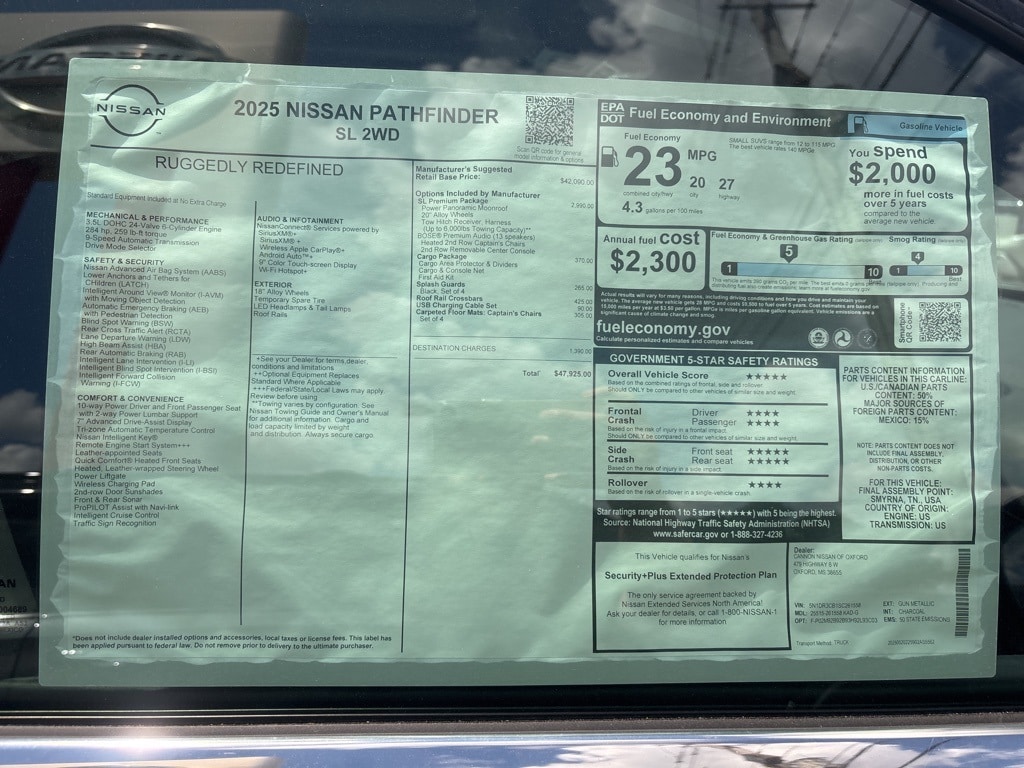 NISSAN
2025 NISSAN PATHFINDER
SL 2WD
Scan QR code for general
model information & options
RUGGEDLY REDEFINED
Standard Equipment Included at No Extra Charge
MECHANICAL & PERFORMANCE
3.5L DOHC 24-Valve 6-Cylinder Engine
284 hp, 259 lb-ft torque
9-Speed Automatic Transmission
Drive Mode Selector
SAFETY & SECURITY
Nissan Advanced Air Bag System (AABS)
Lower Anchors and Tethers for
Children (LATCH)
Intelligent Around View® Monitor (I-AVM)
with Moving Object Detection
Automatic Emergency Braking (AEB)
with Pedestrian Detection
Blind Spot Warning (BSW)
Rear Cross Traffic Alert (RCTA)
Lane Departure Warning (LDW)
High Beam Assist (HBA)
Rear Automatic Braking (RAB)
Intelligent Lane Intervention (I-LI)
Intelligent Blind Spot Intervention (I-BSI)
Intelligent Forward Collision
Warning (I-FCW)
COMFORT & CONVENIENCE
10-way Power Driver and Front Passenger Seat
with 2-way Power Lumbar Support
7" Advanced Drive-Assist Display
Tri-zone Automatic Temperature Control
Nissan Intelligent Key®
Remote Engine Start System+++
Leather-appointed Seats
Quick Comfort® Heated Front Seats
Heated, Leather-wrapped Steering Wheel
Power Liftgate
Wireless Charging Pad
2nd-row Door Sunshades
Front & Rear Sonar
ProPILOT Assist with Navi-link
Intelligent Cruise Control
Traffic Sign Recognition
AUDIO & INFOTAINMENT
NissanConnect® Services powered by
SiriusXM®+
SiriusXM® +
Wireless Apple CarPlay®+
Android Auto™+
9" Color Touch-screen Display
Wi-Fi Hotspot+
EXTERIOR
18" Alloy Wheels
Temporary Spare Tire
LED Headlamps & Tail Lamps
Roof Rails
+See your Dealer for terms,dealer,
conditions and limitations
++Optional Equipment Replaces
Standard Where Applicable
+++Federal/State/Local Laws may apply.
Review before using
**Towing varies by configuration. See
Nissan Towing Guide and Owner's Manual
for additional information. Cargo and
load capacity limited by weight
and distribution. Always secure cargo.
Manufacturer's Suggested
Retail Base Price: $42,090.00
Options Included by Manufacturer
SL Premium Package 2,990.00
Power Panoramic Moonroof
20" Alloy Wheels
Tow Hitch Receiver, Harness
(Up to 6,000lbs Towing Capacity)**
BOSE® Premium Audio (13 speakers)
Heated 2nd Row Captain's Chairs
2nd Row Removable Center Console
Cargo Package 370.00
Cargo Area Protector & Dividers
Cargo & Console Net
First Aid Kit
Splash Guards 265.00
Black, Set of 4
Roof Rail Crossbars 425.00
USB Charging Cable Set 90.00
Carpeted Floor Mats: Captain's Chairs 305.00
Set of 4
DESTINATION CHARGES 1,390.00
Total* $47,925.00
*Does not include dealer installed options and accessories, local taxes or license fees. This label has
been applied pursuant to federal law. Do not remove prior to delivery to the ultimate purchaser.
EPA
DOT Fuel Economy and Environment
Gasoline Vehicle
Fuel Economy
23 MPG
20 27
combined city/hwy city highway
4.3 gallons per 100 miles
SMALL SUVS range from 12 to 115 MPG.
The best vehicle rates 140 MPGe.
You spend
$2,000
more in fuel costs
over 5 years
compared to the
average new vehicle.
Annual fuel cost
$2,300
Fuel Economy & Greenhouse Gas Rating (tailpipe only)
Smog Rating (tailpipe only)
5
1 10
Best
4
1 10
Best
fueleconomy.gov
Calculate personalized estimates and compare vehicles
Smartphone
QR Code
GOVERNMENT 5-STAR SAFETY RATINGS
Overall Vehicle Score ★★★★★
Based on the combined ratings of frontal, side and rollover.
Should ONLY be compared to other vehicles of similar size and weight.
Frontal Driver ★★★★
Crash Passenger ★★★★
Based on the risk of injury in a frontal impact.
Should ONLY be compared to other vehicles of similar size and weight.
Side Front seat ★★★★★
Crash Rear seat ★★★★★
Based on the risk of injury in a side impact.
Rollover ★★★★
Based on the risk of rollover in a single-vehicle crash.
Star ratings range from 1 to 5 stars (★★★★★) with 5 being the highest.
Source: National Highway Traffic Safety Administration (NHTSA)
www.safercar.gov or 1-888-327-4236
PARTS CONTENT INFORMATION
FOR VEHICLES IN THIS CARLINE:
U.S./CANADIAN PARTS
CONTENT: 50%
MAJOR SOURCES OF
FOREIGN PARTS CONTENT:
MEXICO: 15%
NOTE: PARTS CONTENT DOES NOT
INCLUDE FINAL ASSEMBLY,
DISTRIBUTION, OR OTHER
NON-PARTS COSTS.
FOR THIS VEHICLE:
FINAL ASSEMBLY POINT:
SMYRNA, TN., USA
COUNTRY OF ORIGIN:
ENGINE: US
TRANSMISSION: US
This Vehicle qualifies for Nissan's
Security+Plus Extended Protection Plan
The only service agreement backed by
Nissan Extended Services North America!
Ask your dealer for details, or call 1-800-NISSAN-1
for more information
Dealer:
CANNON NISSAN OF OXFORD
OXFORD, MS 38655
EXT: GUN METALLIC
INT: CHARCOAL
EMS: 50 STATE EMISSIONS
Transport Method: TRUCK